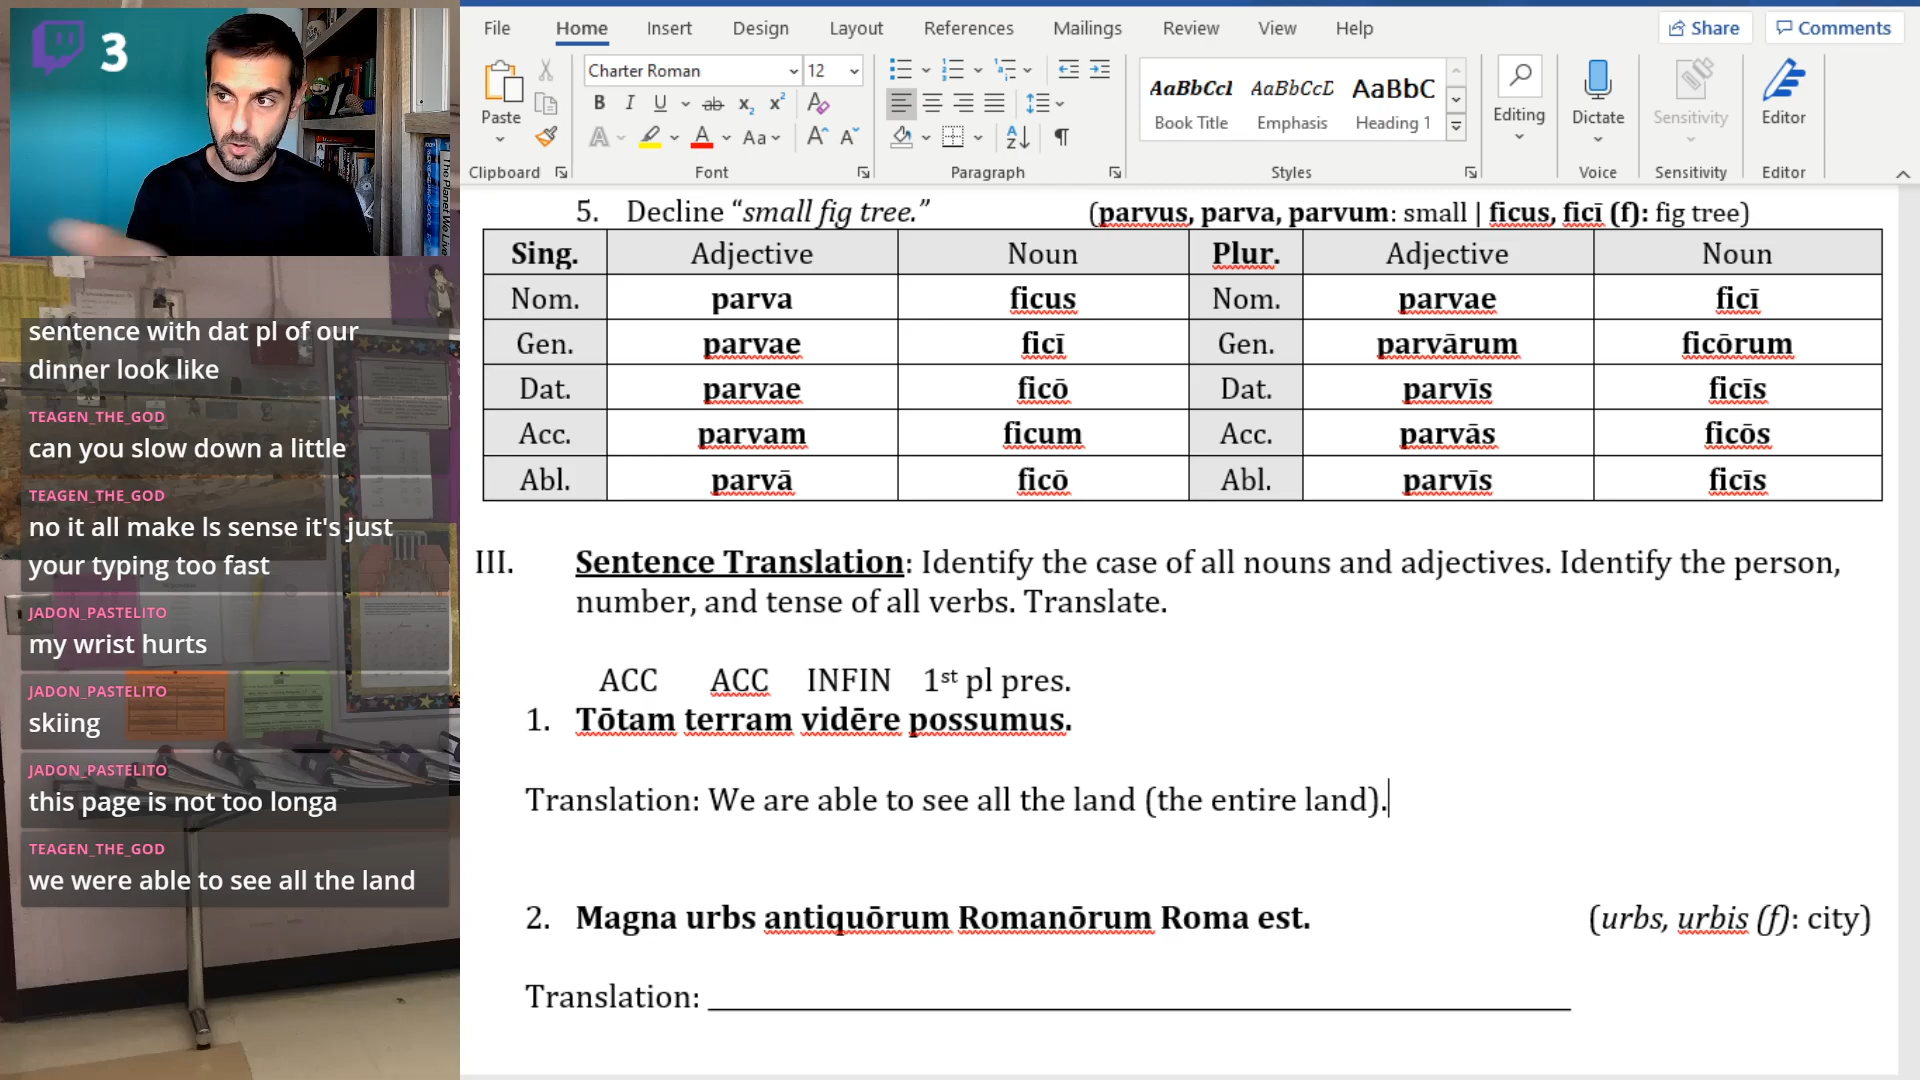 3
sentence with dat pl of our
dinner look like
TEAGEN_THE_GOD
can you slow down a little
TEAGEN_THE_GOD
no it all make ls sense it's just
your typing too fast
JADON_PASTELITO
my wrist hurts
JADON_PASTELITO
skiing
JADON_PASTELITO
this page is not too longa
TEAGEN_THE_GOD
we were able to see all the land
File Home Insert Design Layout References Mailings Review View Help Share Comments
Charter Roman 12
AaBbCcI AaBbCcD AaBbC
Paste Book Title Emphasis Heading 1 Editing Dictate Sensitivity Editor
Clipboard Font Paragraph Styles Voice Sensitivity Editor
5. Decline “small fig tree.” (parvus, parva, parvum: small | ficus, ficī (f): fig tree)
Sing. Adjective Noun Plur. Adjective Noun
Nom. parva ficus Nom. parvae ficī
Gen. parvae ficī Gen. parvārum ficōrum
Dat. parvae ficō Dat. parvīs ficīs
Acc. parvam ficum Acc. parvās ficōs
Abl. parvā ficō Abl. parvīs ficīs
III. Sentence Translation: Identify the case of all nouns and adjectives. Identify the person,
number, and tense of all verbs. Translate.
ACC ACC INFIN 1st pl pres.
1. Tōtam terram vidēre possumus.
Translation: We are able to see all the land (the entire land).
2. Magna urbs antiquōrum Romanōrum Roma est. (urbs, urbis (f): city)
Translation: